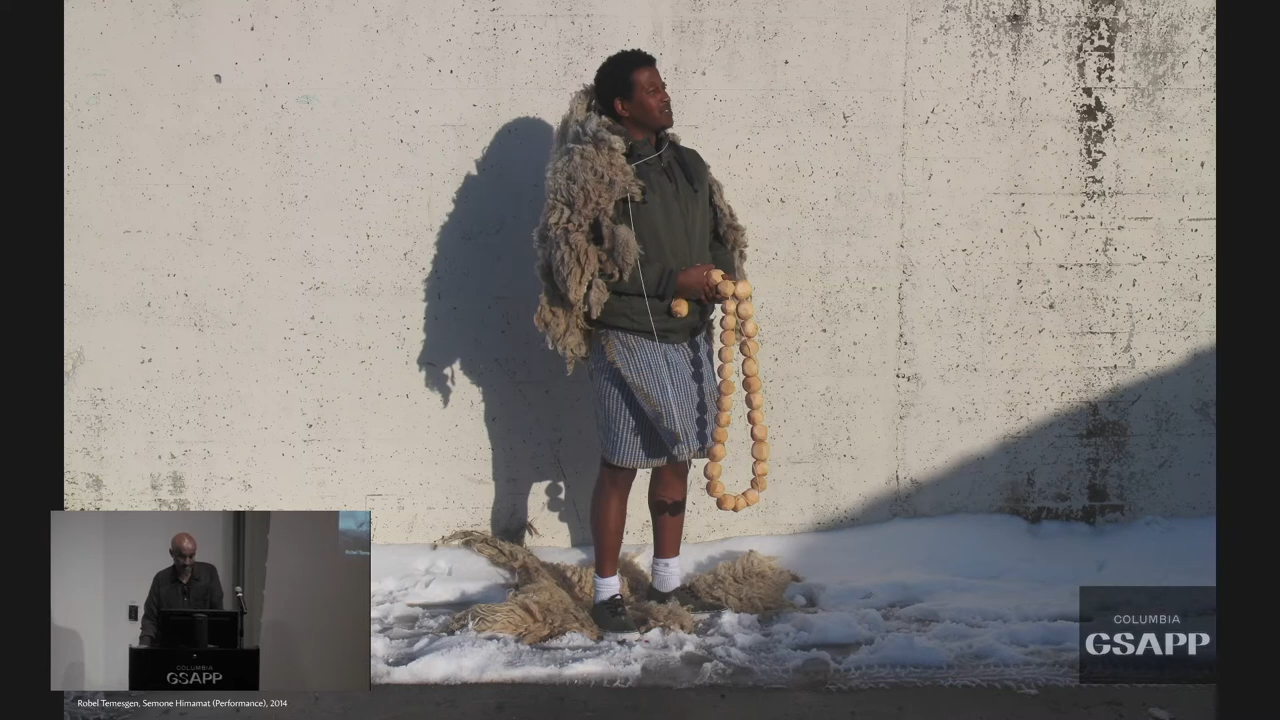 COLUMBIA
GSAPP
COLUMBIA
GSAPP
Robel Temesgen, Semone Himamat (Performance), 2014